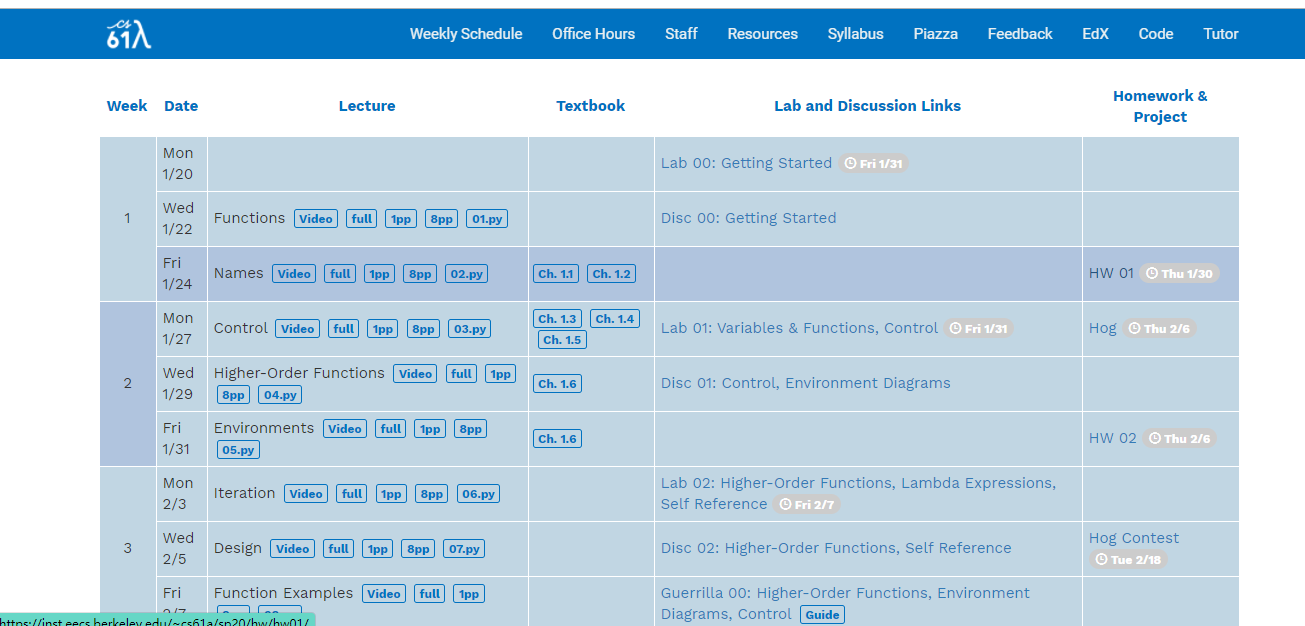 CS 61λ
Weekly Schedule Office Hours Staff Resources Syllabus Piazza Feedback EdX Code Tutor
Week Date Lecture Textbook Lab and Discussion Links Homework & Project
1
Mon 1/20 Lab 00: Getting Started Fri 1/31
Wed 1/22 Functions Video full 1pp 8pp 01.py Disc 00: Getting Started
Fri 1/24 Names Video full 1pp 8pp 02.py Ch. 1.1 Ch. 1.2 HW 01 Thu 1/30
2
Mon 1/27 Control Video full 1pp 8pp 03.py Ch. 1.3 Ch. 1.4 Ch. 1.5 Lab 01: Variables & Functions, Control Fri 1/31 Hog Thu 2/6
Wed 1/29 Higher-Order Functions Video full 1pp 8pp 04.py Ch. 1.6 Disc 01: Control, Environment Diagrams
Fri 1/31 Environments Video full 1pp 8pp 05.py Ch. 1.6 HW 02 Thu 2/6
3
Mon 2/3 Iteration Video full 1pp 8pp 06.py Lab 02: Higher-Order Functions, Lambda Expressions, Self Reference Fri 2/7
Wed 2/5 Design Video full 1pp 8pp 07.py Disc 02: Higher-Order Functions, Self Reference Hog Contest Tue 2/18
Fri Function Examples Video full 1pp Guerrilla 00: Higher-Order Functions, Environment Diagrams, Control Guide
https://inst.eecs.berkeley.edu/~cs61a/sp20/hw/hw01/